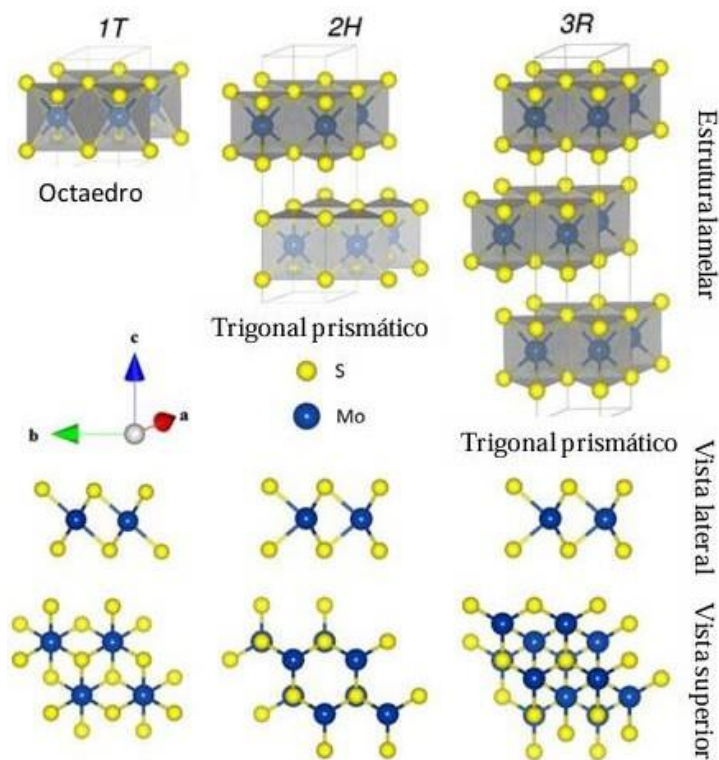 1T
2H
3R
Octaedro
Estrutura lamelar
Trigonal prismático
c
a
b
S
Mo
Trigonal prismático
Vista lateral
Vista superior